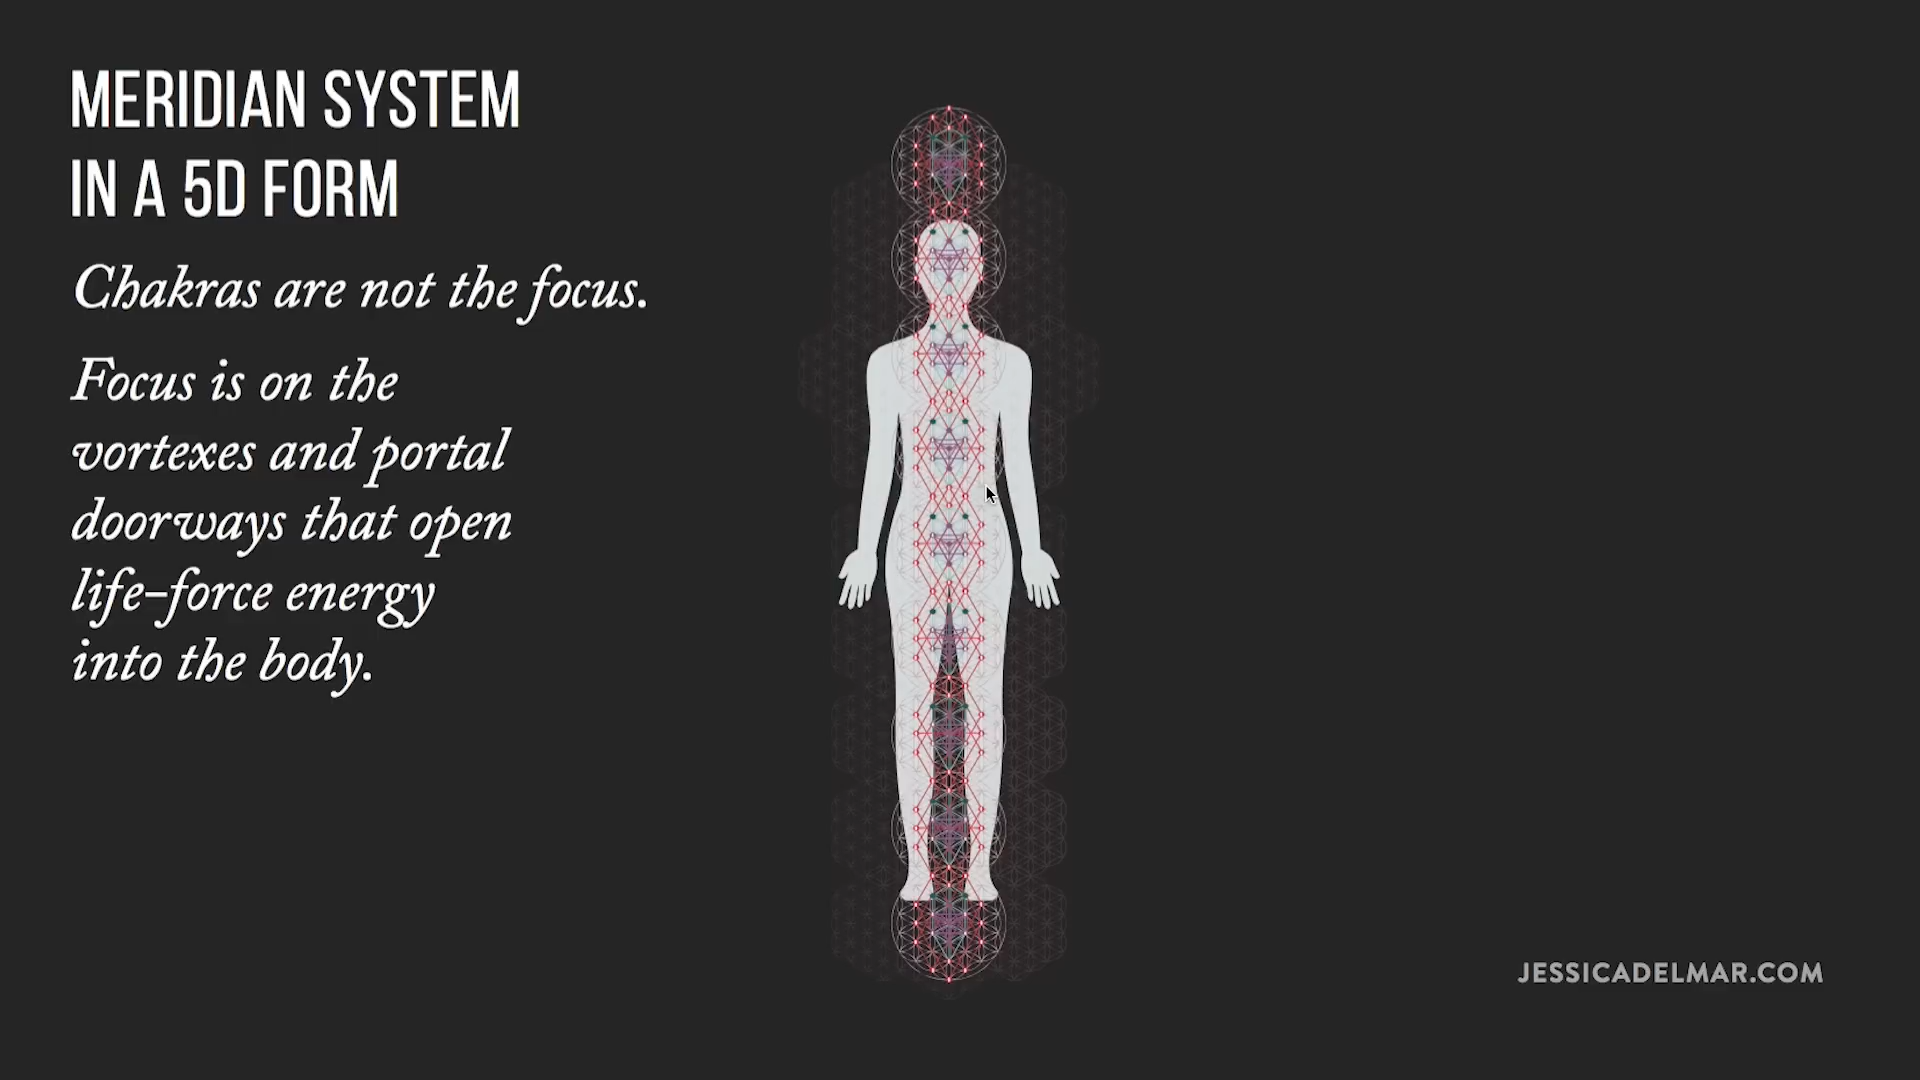 MERIDIAN SYSTEM
IN A 5D FORM
Chakras are not the focus.
Focus is on the
vortexes and portal
doorways that open
life-force energy
into the body.
JESSICADELMAR.COM